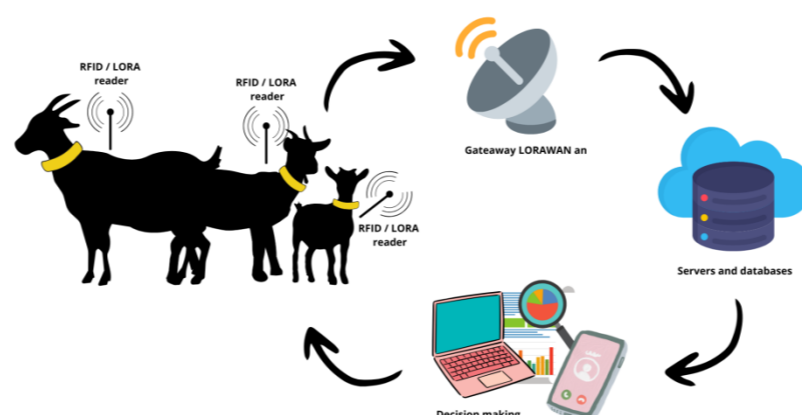 RFID / LORA
reader
RFID / LORA
reader
RFID / LORA
reader
Gateaway LORAWAN an
Servers and databases
Decision making